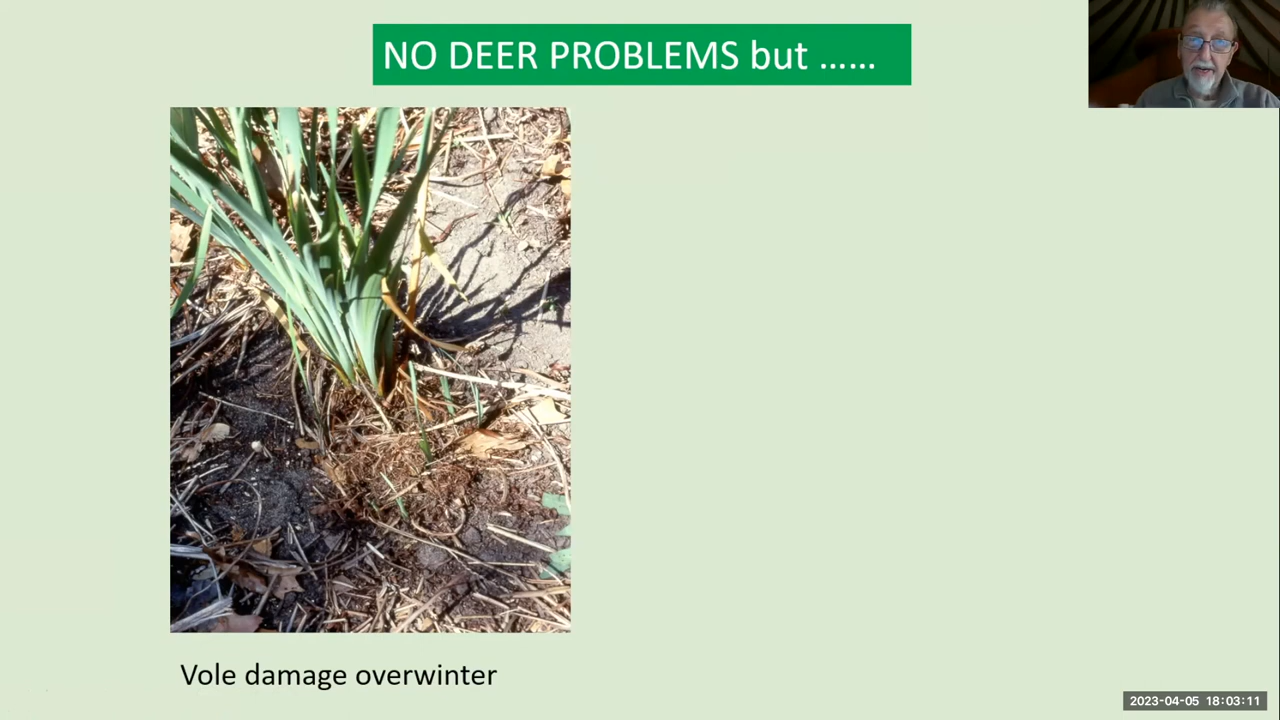 NO DEER PROBLEMS but ......
Vole damage overwinter
2023-04-05 18:03:11